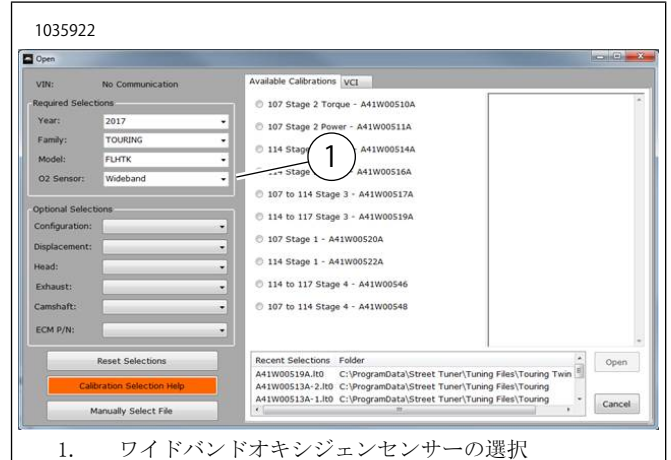 1035922
Open
VIN: No Communication
Required Selections
Year: 2017
Family: TOURING
Model: FLHTK
O2 Sensor: Wideband
Optional Selections
Configuration:
Displacement:
Head:
Exhaust:
Camshaft:
ECM P/N:
Reset Selections
Calibration Selection Help
Manually Select File
Available Calibrations VCI
107 Stage 2 Torque - A41W00510A
107 Stage 2 Power - A41W00511A
114 Stage A41W00514A
Stage A41W00516A
107 to 114 Stage 3 - A41W00517A
114 to 117 Stage 3 - A41W00519A
107 Stage 1 - A41W00520A
114 Stage 1 - A41W00522A
114 to 117 Stage 4 - A41W00546
107 to 114 Stage 4 - A41W00548
1
Recent Selections Folder
A41W00519A.lt0 C:\ProgramData\Street Tuner\Tuning Files\Touring Twin
A41W00513A-2.lt0 C:\ProgramData\Street Tuner\Tuning Files\Touring
A41W00513A-1.lt0 C:\ProgramData\Street Tuner\Tuning Files\Touring
Open
Cancel
1. ワイドバンドオキシジェンセンサーの選択